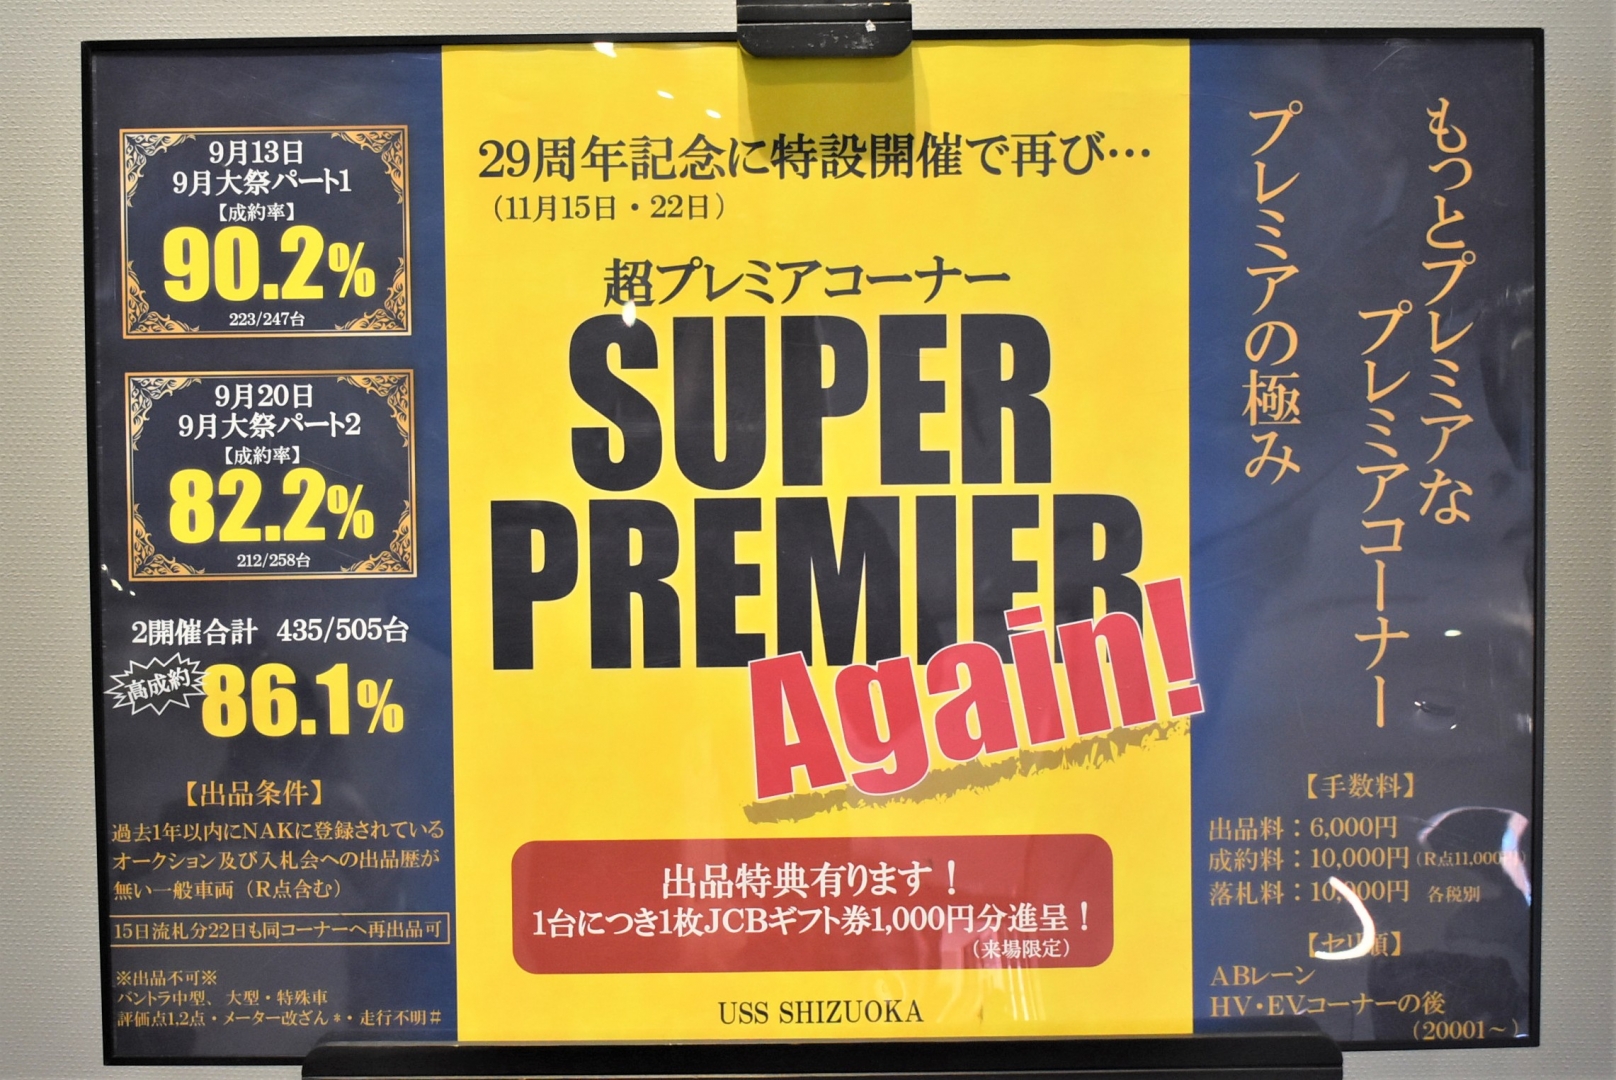 9月13日
9月大祭パート1
【成約率】
90.2%
223/247台
9月20日
9月大祭パート2
【成約率】
82.2%
212/258台
2開催合計 435/505台
高成約
86.1%
【出品条件】
過去1年以内にNAKに登録されている
オークション及び入札会への出品歴が
無い一般車両（R点含む）
15日流札分22日も同コーナーへ再出品可
※出品不可※
バントラ中型、大型・特殊車
評価点1,2点・メーター改ざん＊・走行不明＃
29周年記念に特設開催で再び…
（11月15日・22日）
超プレミアコーナー
SUPER
PREMIER
Again!
出品特典有ります！
1台につき1枚JCBギフト券1,000円分進呈！
（来場限定）
USS SHIZUOKA
もっとプレミアな
プレミアコーナー
プレミアの極み
【手数料】
出品料：6,000円
成約料：10,000円（R点11,000円）
落札料：10,000円 各税別
【セリ順】
ABレーン
HV・EVコーナーの後
（20001～）